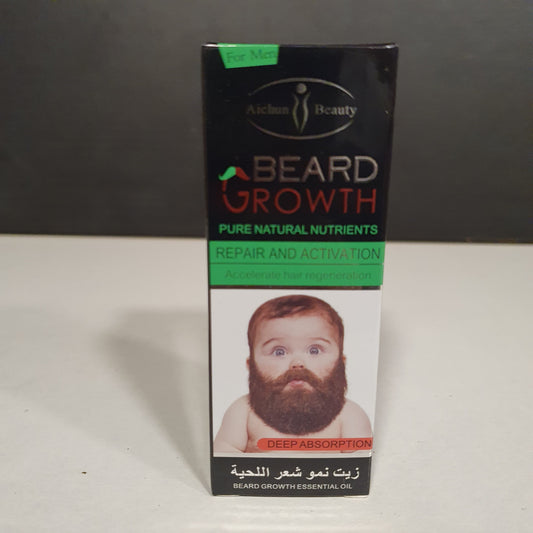 For Men
Aichun Beauty
BEARD
GROWTH
PURE NATURAL NUTRIENTS
REPAIR AND ACTIVATION
Accelerate hair regeneration
DEEP ABSORPTION
زيت نمو شعر اللحية
BEARD GROWTH ESSENTIAL OIL